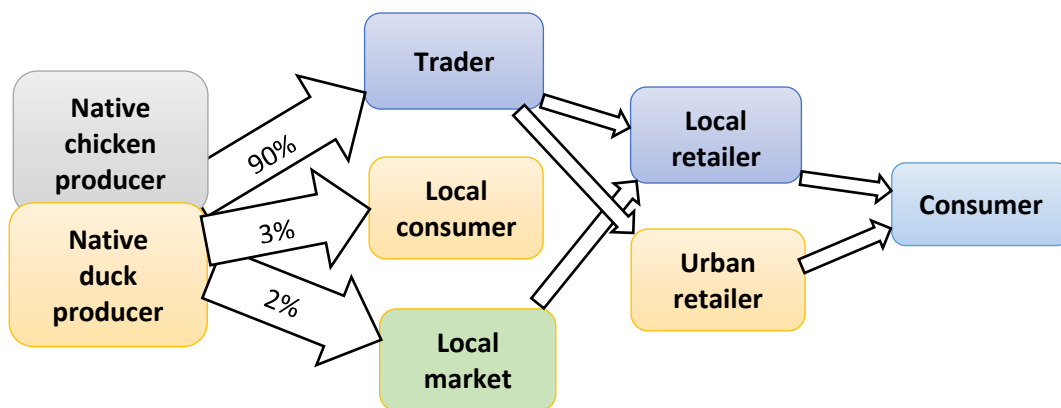 Native
chicken
producer
Native
duck
producer
90%
3%
2%
Trader
Local
consumer
Local
market
Local
retailer
Urban
retailer
Consumer